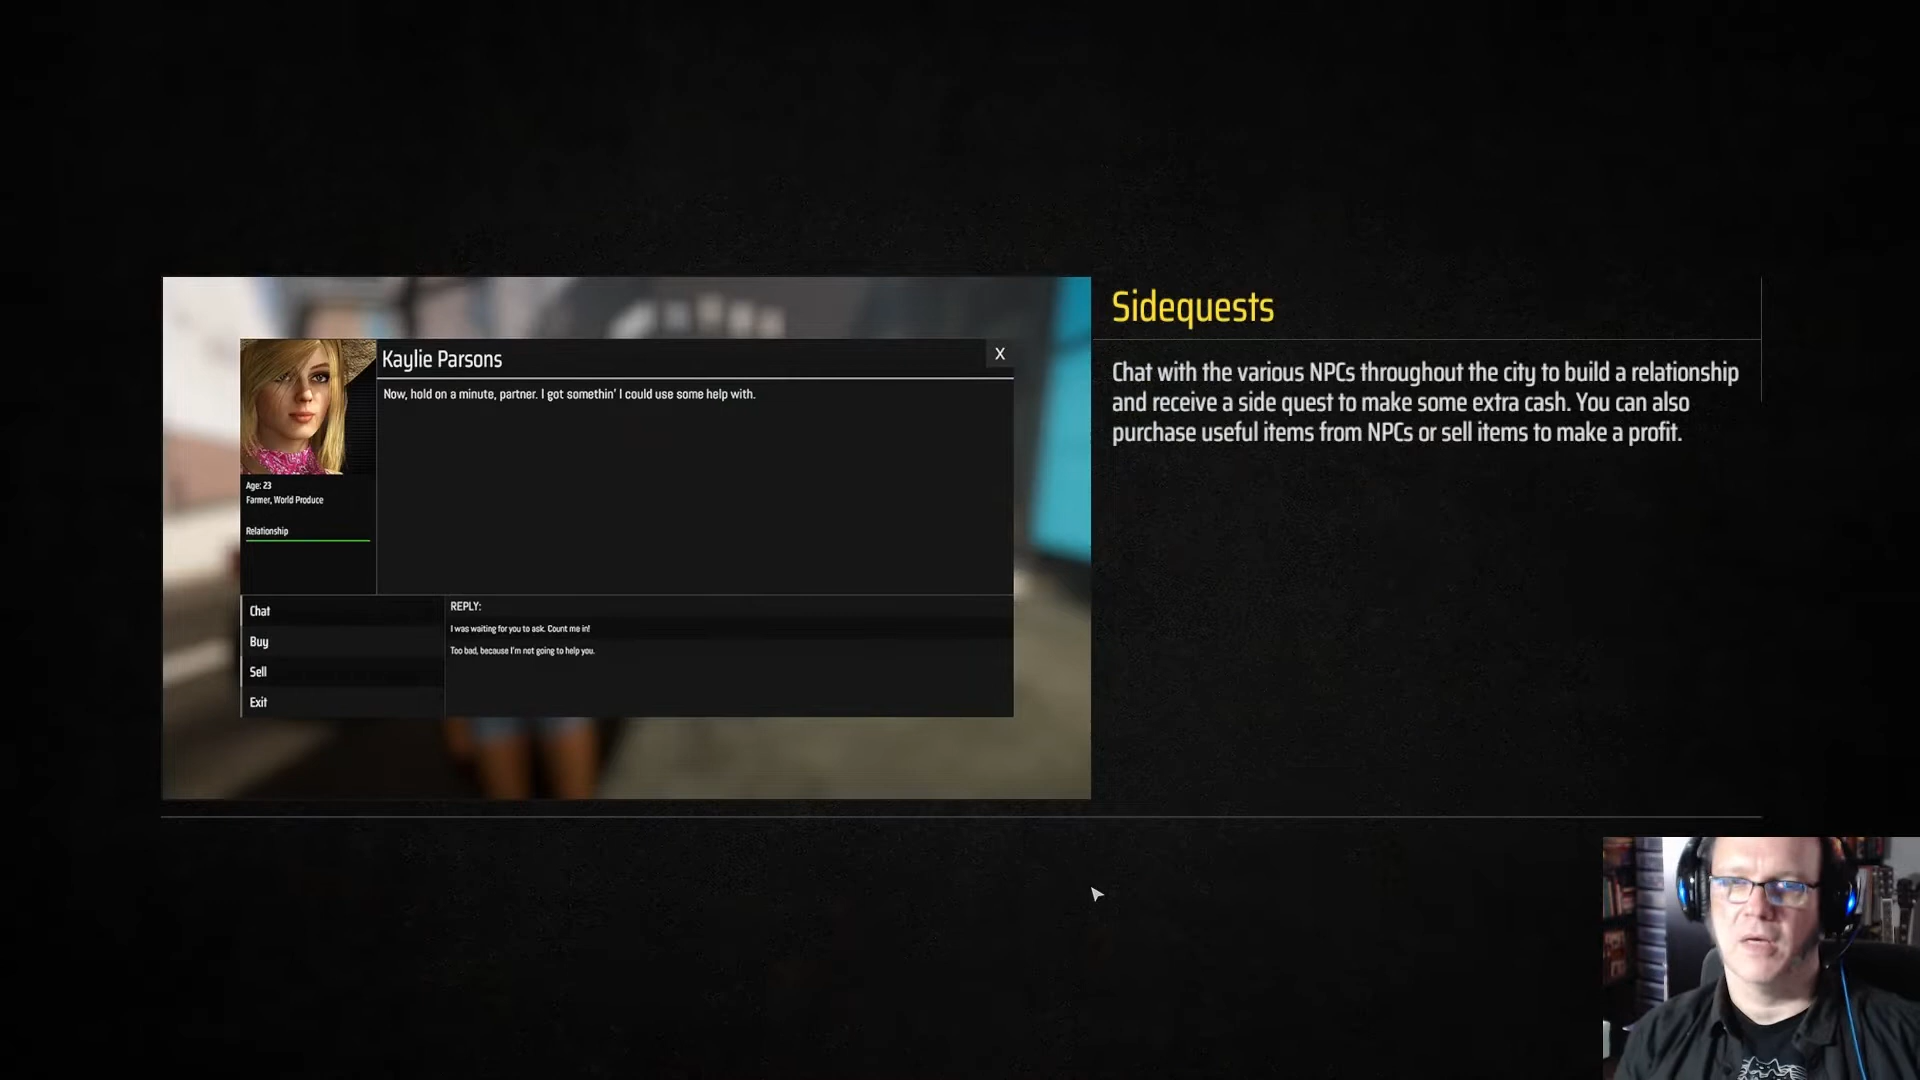 Sidequests
Chat with the various NPCs throughout the city to build a relationship
and receive a side quest to make some extra cash. You can also
purchase useful items from NPCs or sell items to make a profit.
Kaylie Parsons
X
Now, hold on a minute, partner. I got somethin' I could use some help with.
Age: 23
Farmer, World Produce
Relationship
Chat
Buy
Sell
Exit
REPLY:
I was waiting for you to ask. Count me in!
Too bad, because I'm not going to help you.